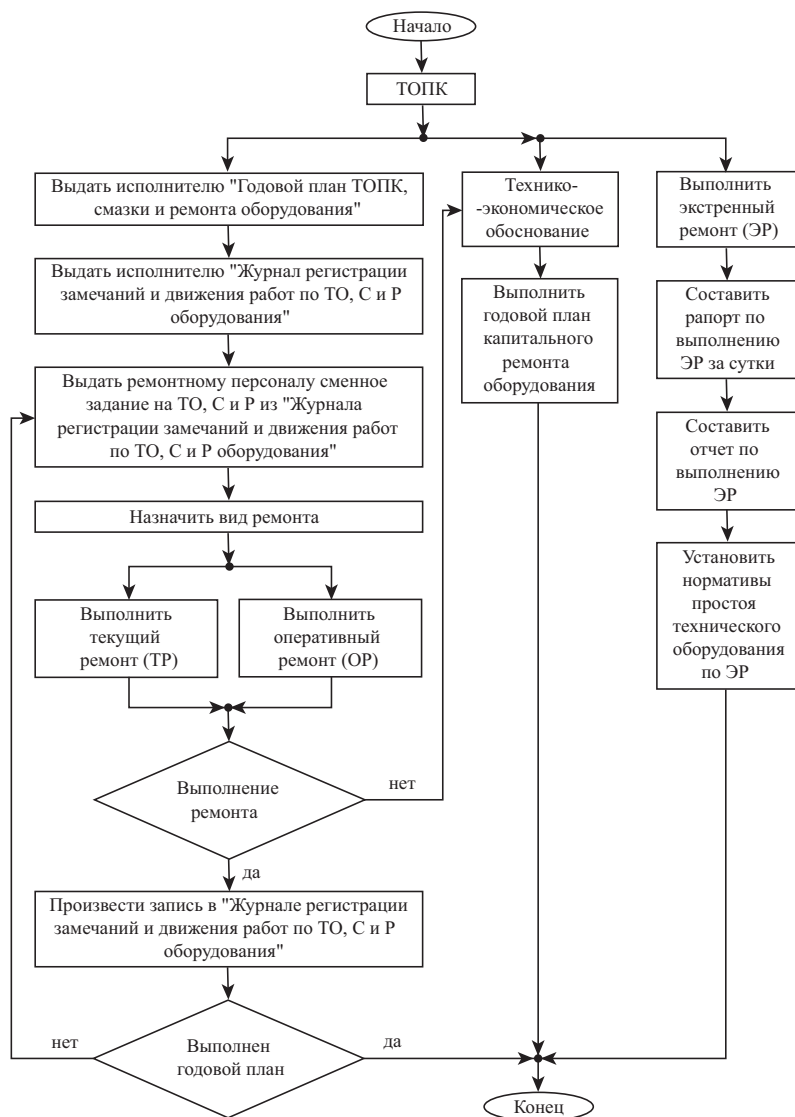 Начало
ТОПК
Выдать исполнителю "Годовой план ТОПК,
смазки и ремонта оборудования"
Выдать исполнителю "Журнал регистрации
замечаний и движения работ по ТО, С и Р
оборудования"
Выдать ремонтному персоналу сменное
задание на ТО, С и Р из "Журнала
регистрации замечаний и движения работ
по ТО, С и Р оборудования"
Назначить вид ремонта
Выполнить
текущий
ремонт (ТР)
Выполнить
оперативный
ремонт (ОР)
Выполнение
ремонта
нет
да
Произвести запись в "Журнале регистрации
замечаний и движения работ по ТО, С и Р
оборудования"
Выполнен
годовой план
нет
да
Технико-
-экономическое
обоснование
Выполнить
годовой план
капитального
ремонта
оборудования
Выполнить
экстренный
ремонт (ЭР)
Составить
рапорт по
выполнению
ЭР за сутки
Составить
отчет по
выполнению
ЭР
Установить
нормативы
простоя
технического
оборудования
по ЭР
Конец